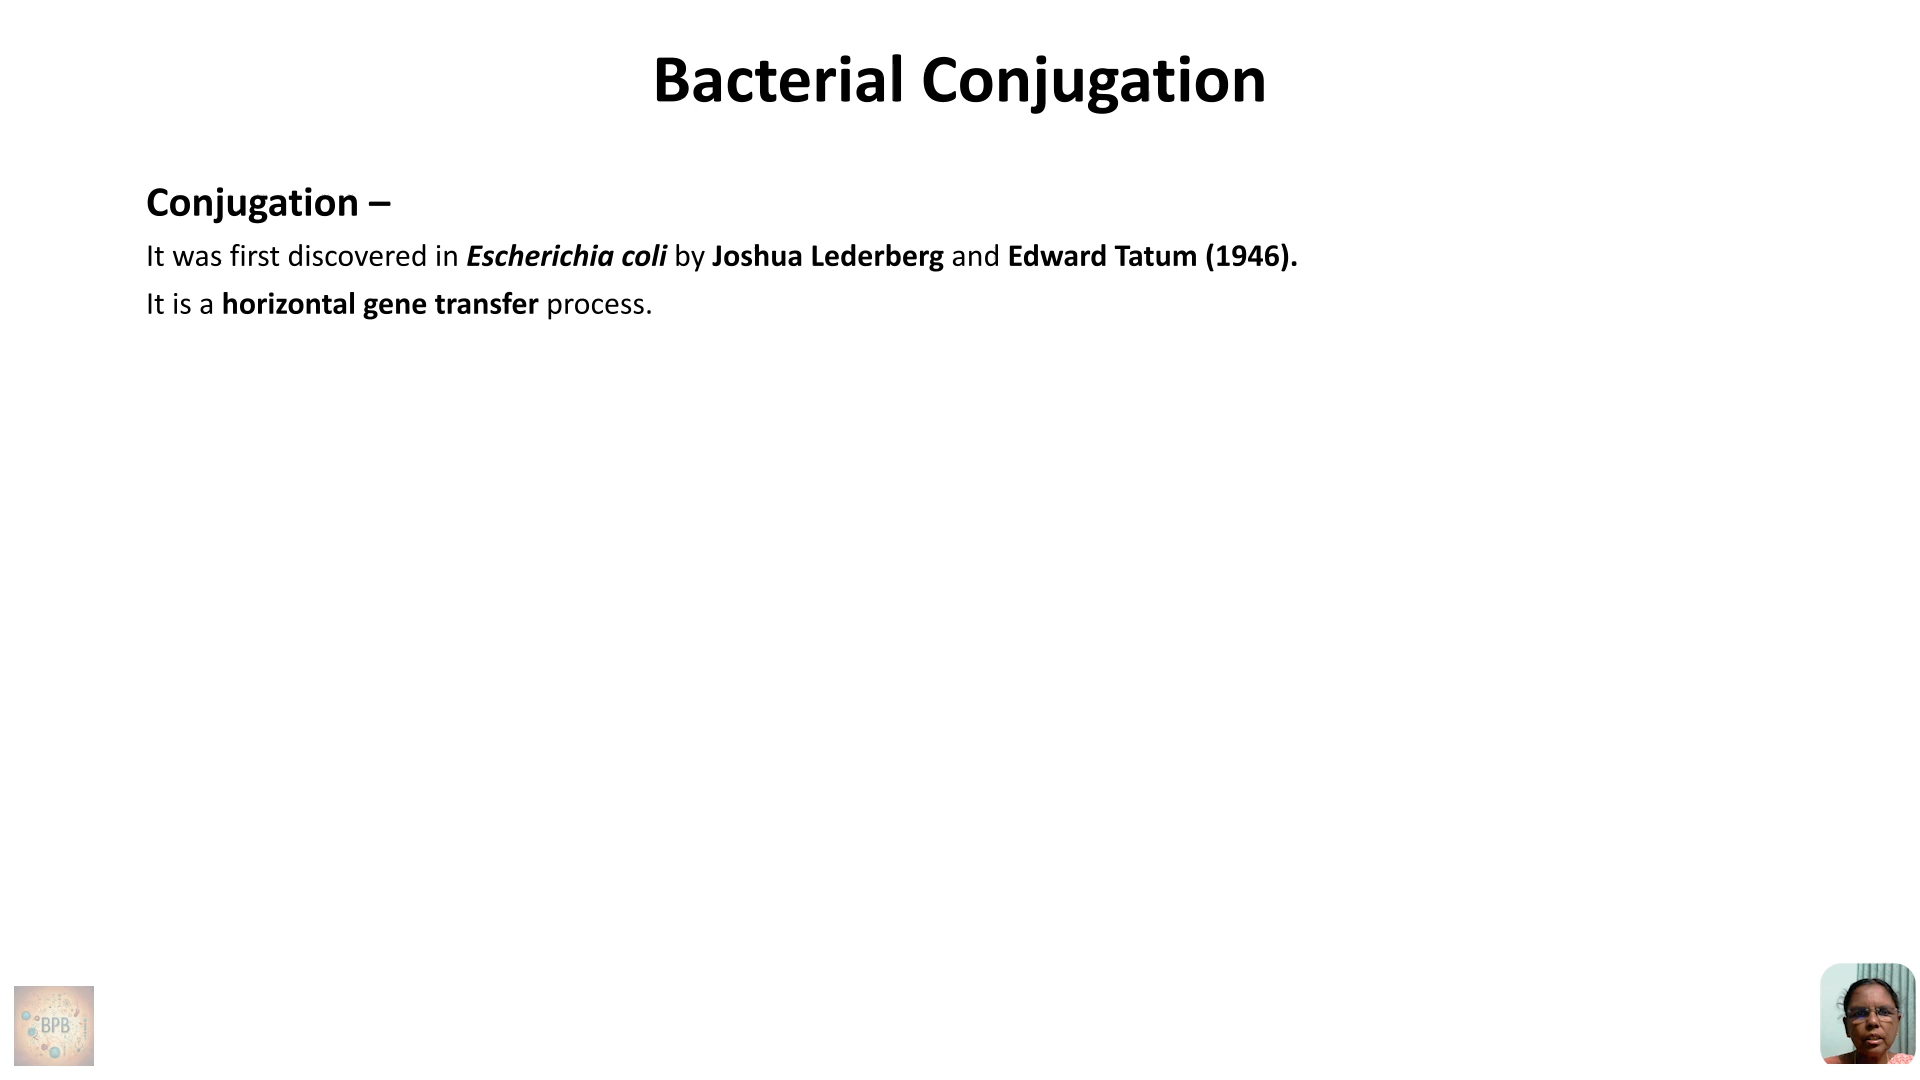 Bacterial Conjugation
Conjugation –
It was first discovered in Escherichia coli by Joshua Lederberg and Edward Tatum (1946).
It is a horizontal gene transfer process.
BPB